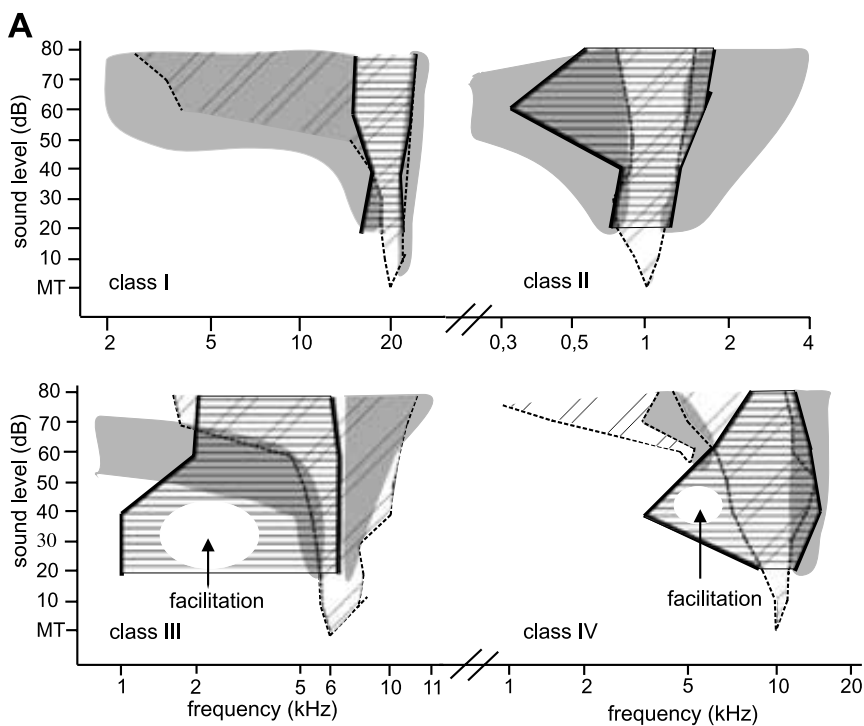 A
sound level (dB)
80
70
60
50
40
30
20
10
MT
class I
class II
2
5
10
20
0,3
0,5
1
2
4
sound level (dB)
80
70
60
50
40
30
20
10
MT
facilitation
facilitation
class III
class IV
1
2
5
6
10
11
1
2
5
10
20
frequency (kHz)
frequency (kHz)